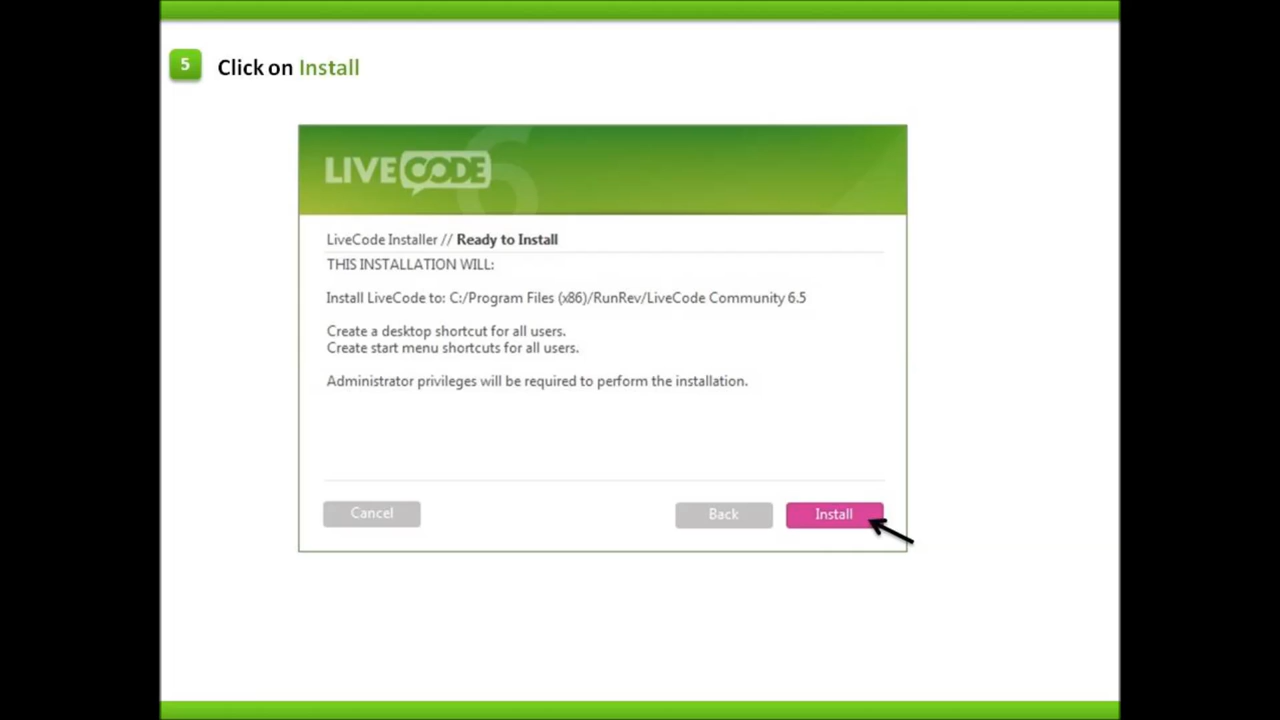 5
Click on Install
LIVECODE
6
LiveCode Installer // Ready to Install
THIS INSTALLATION WILL:
Install LiveCode to: C:/Program Files (x86)/RunRev/LiveCode Community 6.5
Create a desktop shortcut for all users.
Create start menu shortcuts for all users.
Administrator privileges will be required to perform the installation.
Cancel
Back
Install